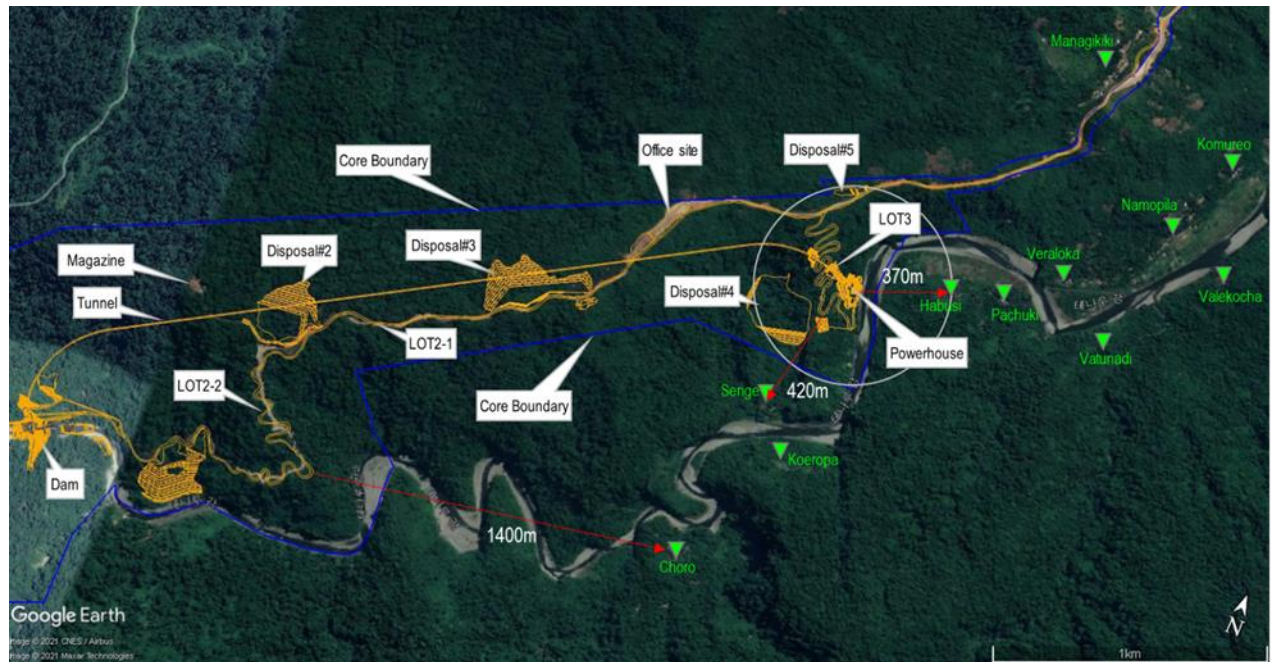 Managikiki
Komureo
Core Boundary
Office site
Disposal#5
Namopila
Magazine
Disposal#2
Disposal#3
LOT3
Veraloka
370m
Valekocha
Tunnel
Disposal#4
Habusi
Pachuki
LOT2-1
Powerhouse
Vatunadi
LOT2-2
Core Boundary
Senge
420m
Koeropa
Dam
1400m
Choro
Google Earth
Image © 2021 CNES / Airbus
Image © 2021 Maxar Technologies
N
1km